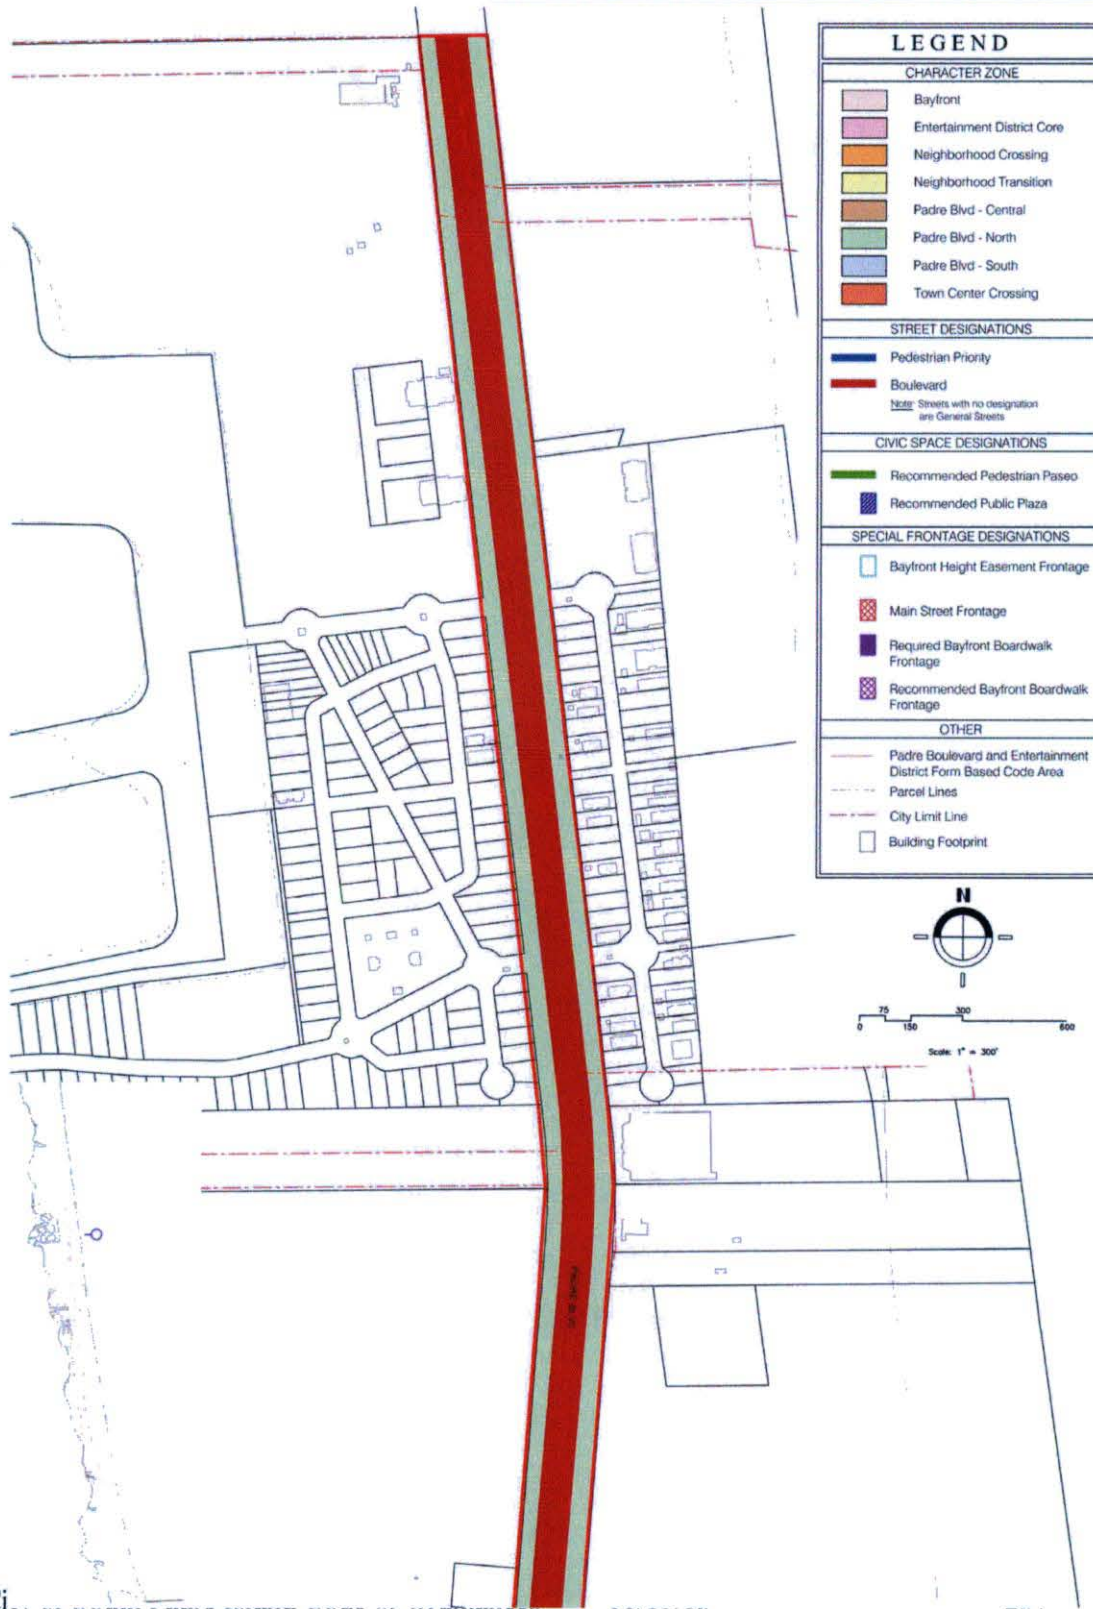 LEGEND
CHARACTER ZONE
Bayfront
Entertainment District Core
Neighborhood Crossing
Neighborhood Transition
Padre Blvd - Central
Padre Blvd - North
Padre Blvd - South
Town Center Crossing
STREET DESIGNATIONS
Pedestrian Priority
Boulevard
Note: Streets with no designation
are General Streets
CIVIC SPACE DESIGNATIONS
Recommended Pedestrian Paseo
Recommended Public Plaza
SPECIAL FRONTAGE DESIGNATIONS
Bayfront Height Easement Frontage
Main Street Frontage
Required Bayfront Boardwalk
Frontage
Recommended Bayfront Boardwalk
Frontage
OTHER
Padre Boulevard and Entertainment
District Form Based Code Area
Parcel Lines
City Limit Line
Building Footprint
N
75 300
0 150 600
Scale: 1" = 300'
PADRE BLVD